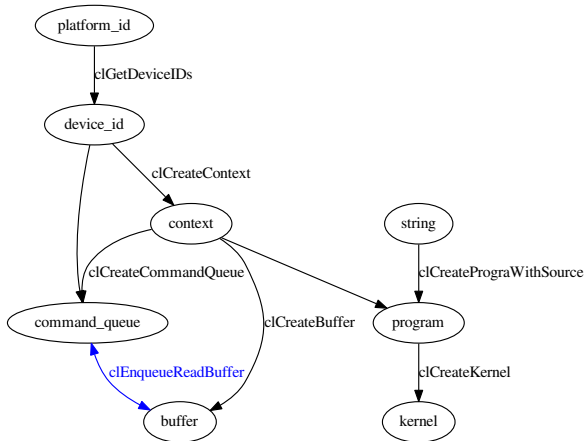 platform_id
clGetDeviceIDs
device_id
clCreateContext
context
string
clCreateCommandQueue
clCreatePrograWithSource
command_queue
clCreateBuffer
program
clEnqueueReadBuffer
clCreateKernel
buffer
kernel